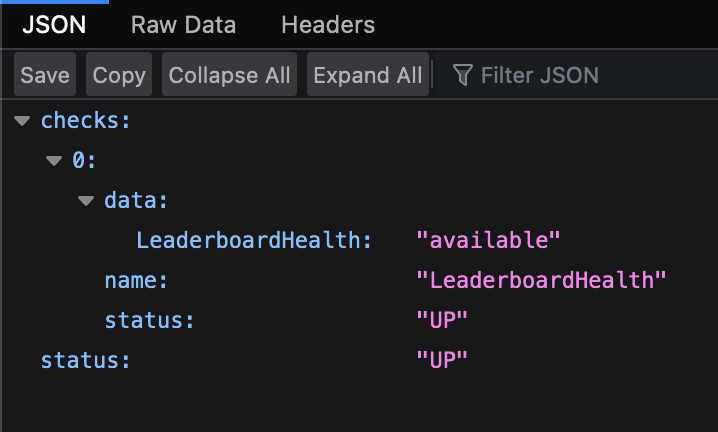 JSON Raw Data Headers
Save Copy Collapse All Expand All Filter JSON
checks:
0:
data:
LeaderboardHealth: "available"
name: "LeaderboardHealth"
status: "UP"
status: "UP"